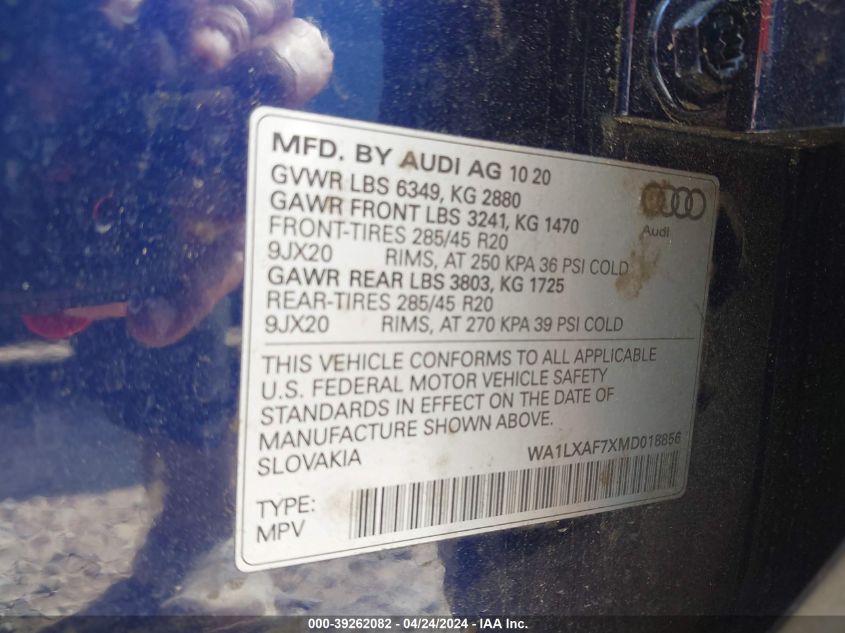 MFD. BY AUDI AG 10 20
GVWR LBS 6349, KG 2880
GAWR FRONT LBS 3241, KG 1470
FRONT-TIRES 285/45 R20
9JX20 RIMS, AT 250 KPA 36 PSI COLD
GAWR REAR LBS 3803, KG 1725
REAR-TIRES 285/45 R20
9JX20 RIMS, AT 270 KPA 39 PSI COLD
Audi
THIS VEHICLE CONFORMS TO ALL APPLICABLE
U.S. FEDERAL MOTOR VEHICLE SAFETY
STANDARDS IN EFFECT ON THE DATE OF
MANUFACTURE SHOWN ABOVE.
SLOVAKIA
WA1LXAF7XMD018856
TYPE:
MPV
000-39262082 - 04/24/2024 - IAA Inc.